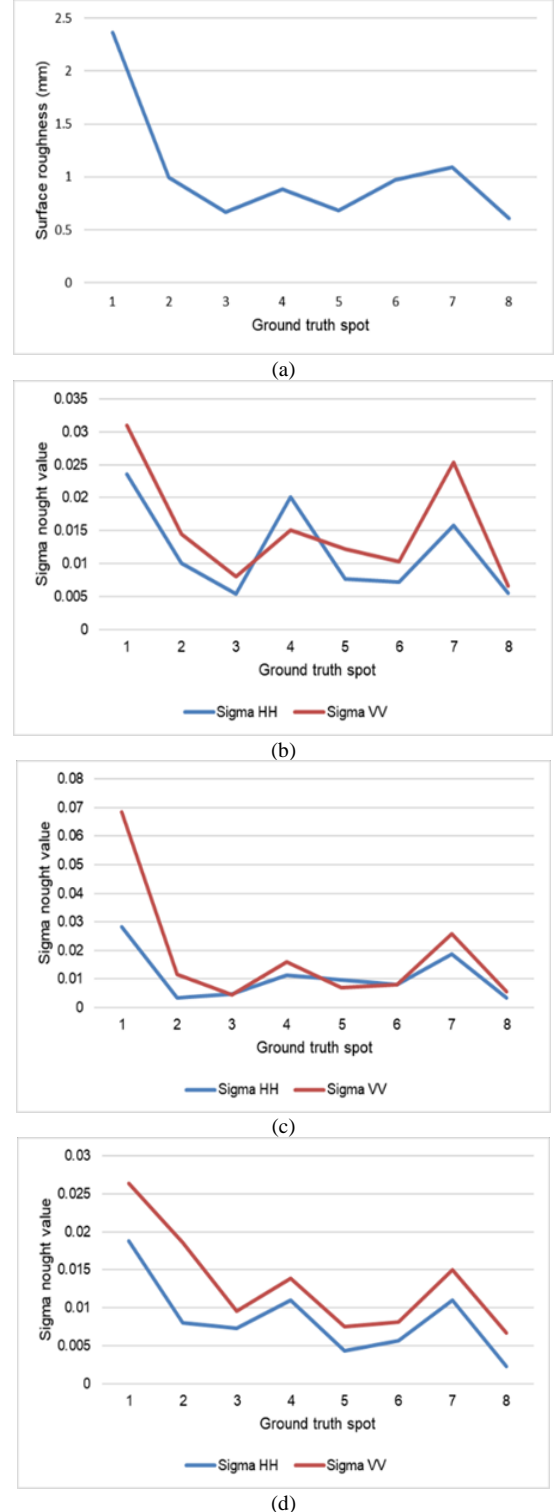 2.5
2
1.5
1
0.5
0
Surface roughness (mm)
1 2 3 4 5 6 7 8
Ground truth spot
(a)
0.035
0.03
0.025
0.02
0.015
0.01
0.005
0
Sigma nought value
1 2 3 4 5 6 7 8
Ground truth spot
Sigma HH Sigma VV
(b)
0.08
0.07
0.06
0.05
0.04
0.03
0.02
0.01
0
Sigma nought value
1 2 3 4 5 6 7 8
Ground truth spot
Sigma HH Sigma VV
(c)
0.03
0.025
0.02
0.015
0.01
0.005
0
Sigma nought value
1 2 3 4 5 6 7 8
Ground truth spot
Sigma HH Sigma VV
(d)